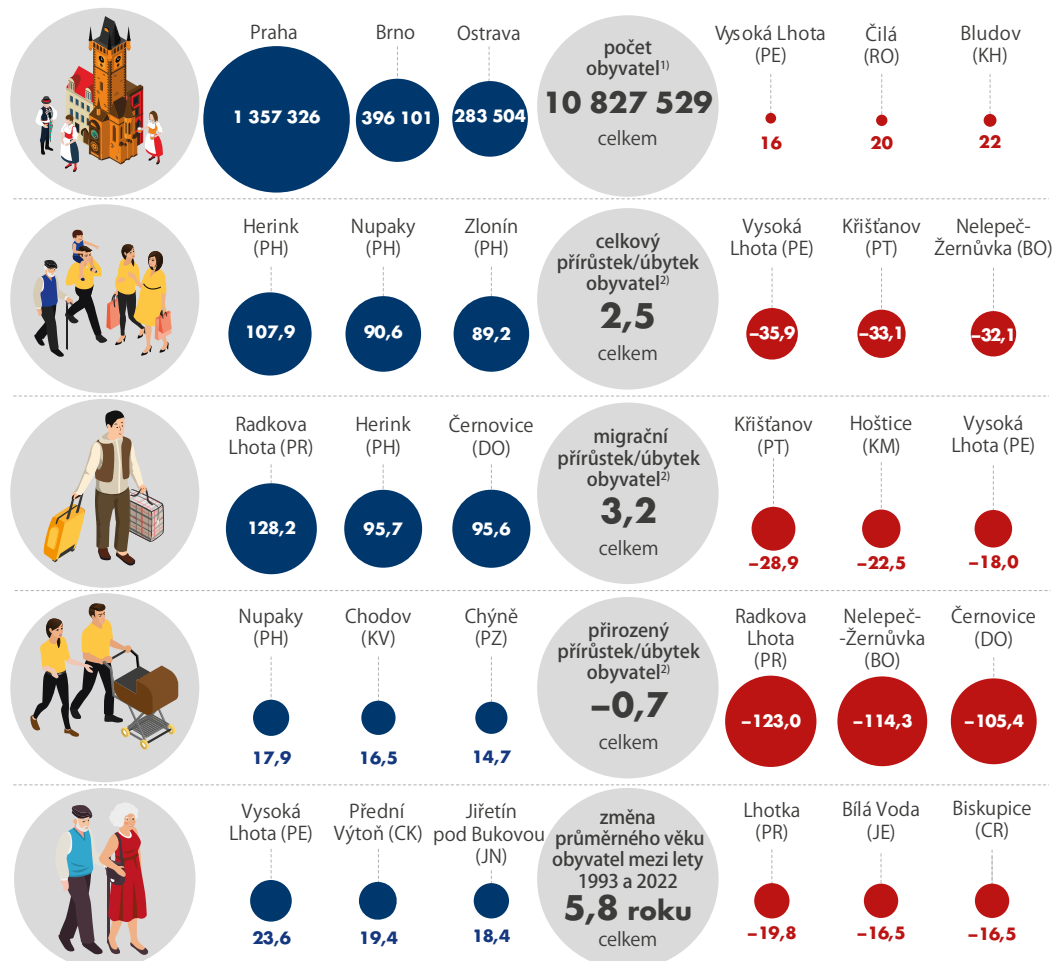 Praha
1 357 326
Brno
396 101
Ostrava
283 504
počet
obyvatel¹⁾
10 827 529
celkem
Vysoká Lhota
(PE)
16
Čilá
(RO)
20
Bludov
(KH)
22
Herink
(PH)
107,9
Nupaky
(PH)
90,6
Zlonín
(PH)
89,2
celkový
přírůstek/úbytek
obyvatel²⁾
2,5
celkem
Vysoká
Lhota (PE)
–35,9
Křišťanov
(PT)
–33,1
Nelepeč-
Žernůvka (BO)
–32,1
Radkova
Lhota (PR)
128,2
Herink
(PH)
95,7
Černovice
(DO)
95,6
migrační
přírůstek/úbytek
obyvatel²⁾
3,2
celkem
Křišťanov
(PT)
–28,9
Hoštice
(KM)
–22,5
Vysoká
Lhota (PE)
–18,0
Nupaky
(PH)
17,9
Chodov
(KV)
16,5
Chýně
(PZ)
14,7
přirozený
přírůstek/úbytek
obyvatel²⁾
–0,7
celkem
Radkova
Lhota
(PR)
–123,0
Nelepeč-
-Žernůvka
(BO)
–114,3
Černovice
(DO)
–105,4
Vysoká
Lhota (PE)
23,6
Přední
Výtoň (CK)
19,4
Jiřetín
pod Bukovou
(JN)
18,4
změna
průměrného věku
obyvatel mezi lety
1993 a 2022
5,8 roku
celkem
Lhotka
(PR)
–19,8
Bílá Voda
(JE)
–16,5
Biskupice
(CR)
–16,5